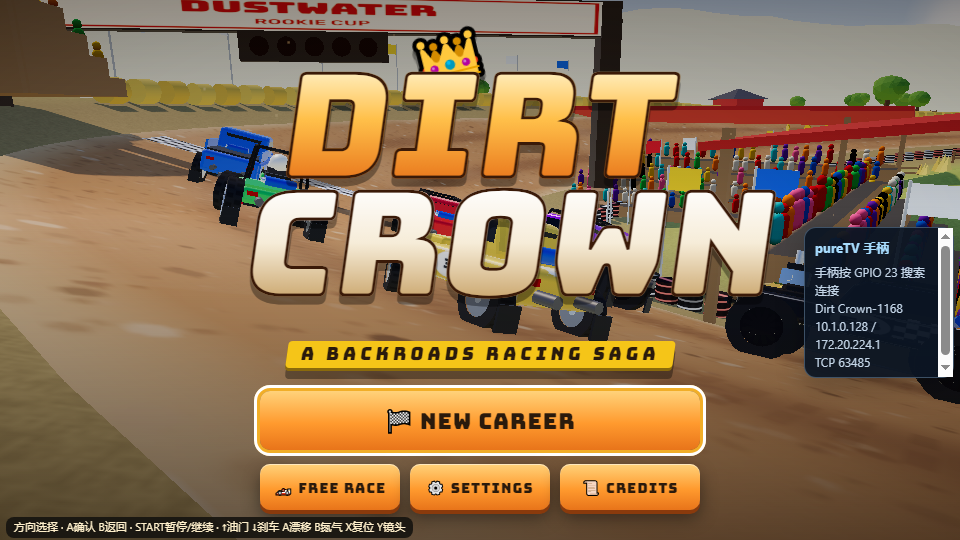 DUSTWATER
ROOKIE CUP
DIRT
CROWN
A BACKROADS RACING SAGA
NEW CAREER
FREE RACE
SETTINGS
CREDITS
pureTV 手柄
手柄按 GPIO 23 搜索
连接
Dirt Crown-1168
10.1.0.128 /
172.20.224.1
TCP 63485
方向选择 · A确认 B返回 · START暂停/继续 · ↑油门 ↓刹车 A漂移 B氮气 X复位 Y镜头